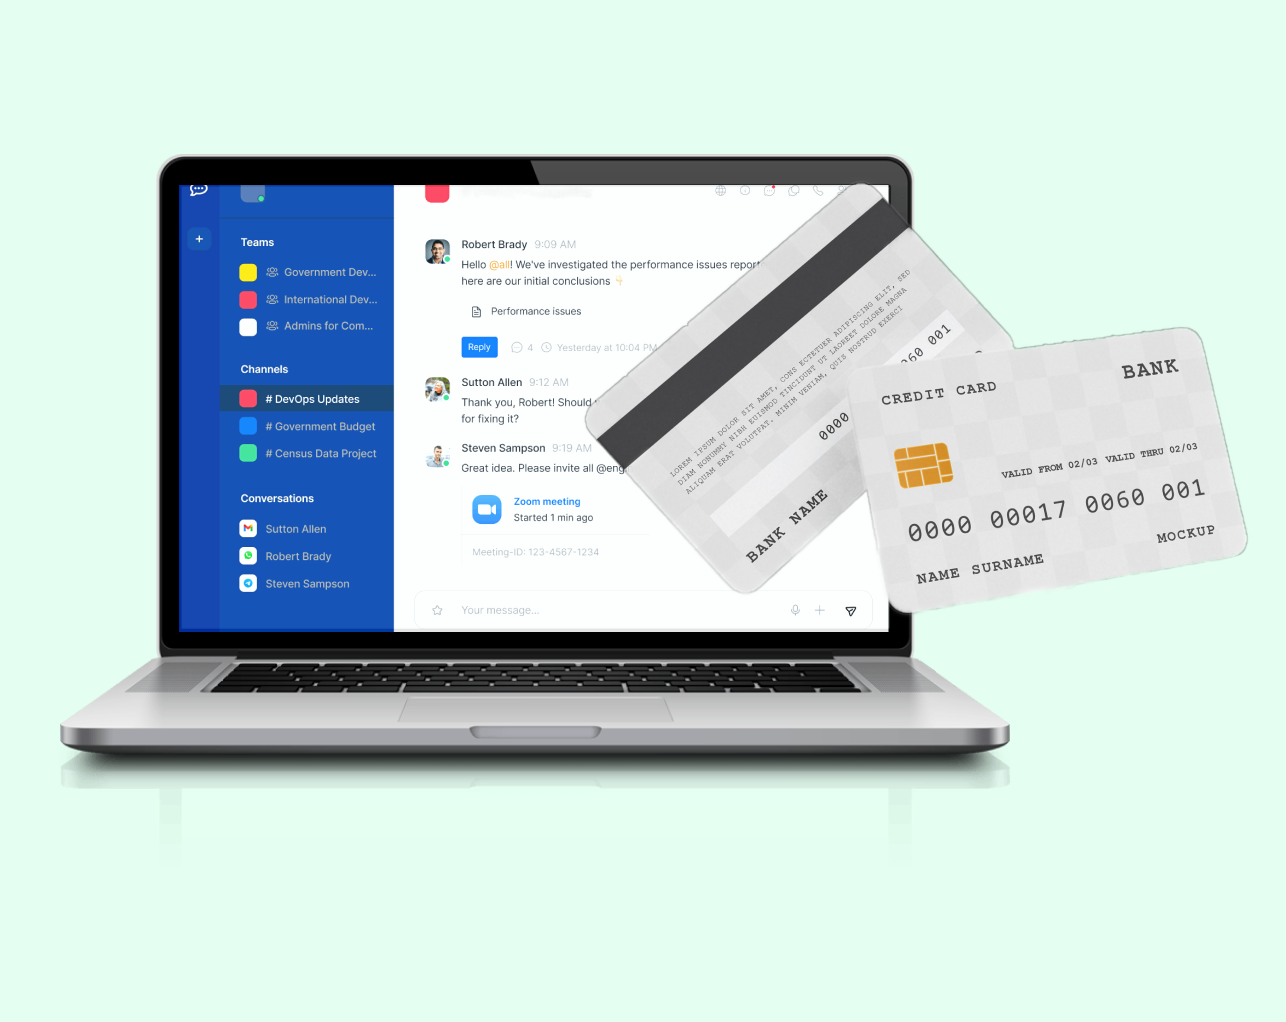 +
Teams
Government Dev...
International Dev...
Admins for Com...
Channels
# DevOps Updates
# Government Budget
# Census Data Project
Conversations
Sutton Allen
Robert Brady
Steven Sampson
Robert Brady 9:09 AM
Hello @all! We've investigated the performance issues report
here are our initial conclusions 👇
Performance issues
Reply 4 Yesterday at 10:04 PM
Sutton Allen 9:12 AM
Thank you, Robert! Should
for fixing it?
Steven Sampson 9:19 AM
Great idea. Please invite all @eng
Zoom meeting
Started 1 min ago
Meeting-ID: 123-4567-1234
Your message...
LOREM IPSUM DOLOR SIT AMET, CONS ECTETUER ADIPISCING ELIT, SED
DIAM NONUMMY NIBH EUISMOD TINCIDUNT UT LAOREET DOLORE MAGNA
ALIQUAM ERAT VOLUTPAT. MINIM VENIAM, QUIS NOSTRUD EXERCI
0000
060 001
BANK NAME
CREDIT CARD
BANK
VALID FROM 02/03 VALID THRU 02/03
0000 00017 0060 001
NAME SURNAME
MOCKUP